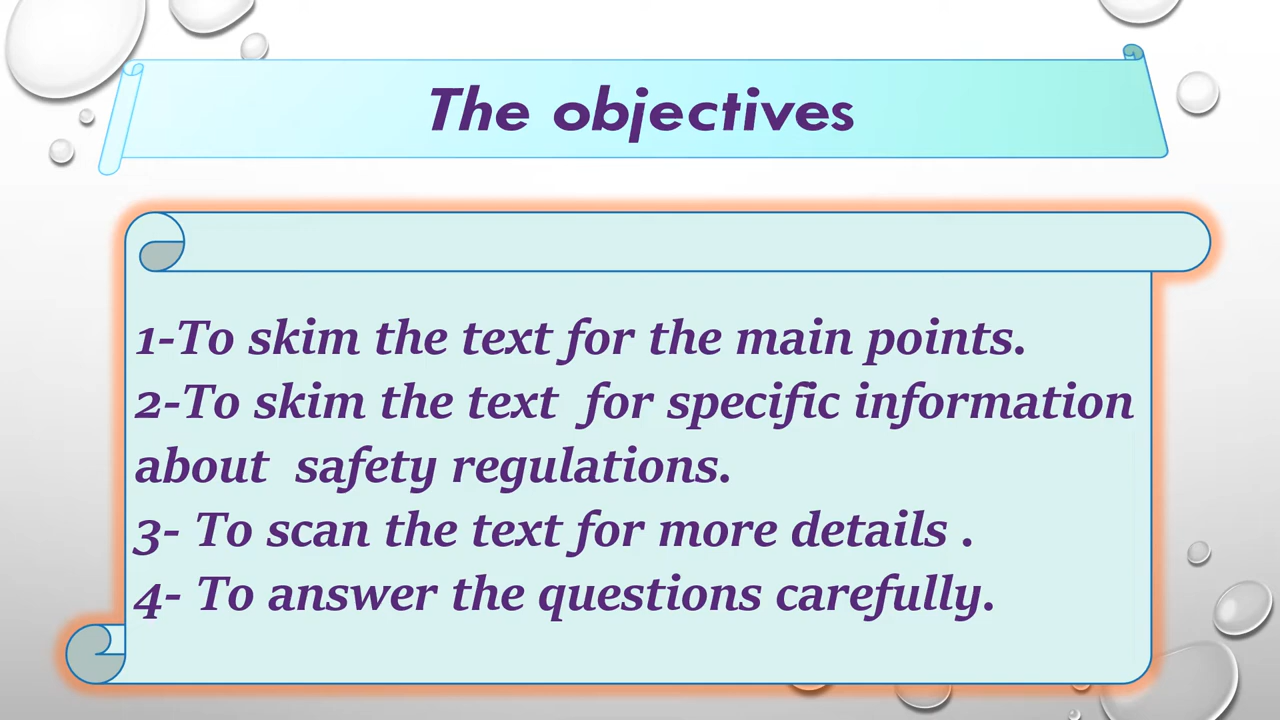 The objectives
1-To skim the text for the main points.
2-To skim the text  for specific information
about  safety regulations.
3- To scan the text for more details .
4- To answer the questions carefully.